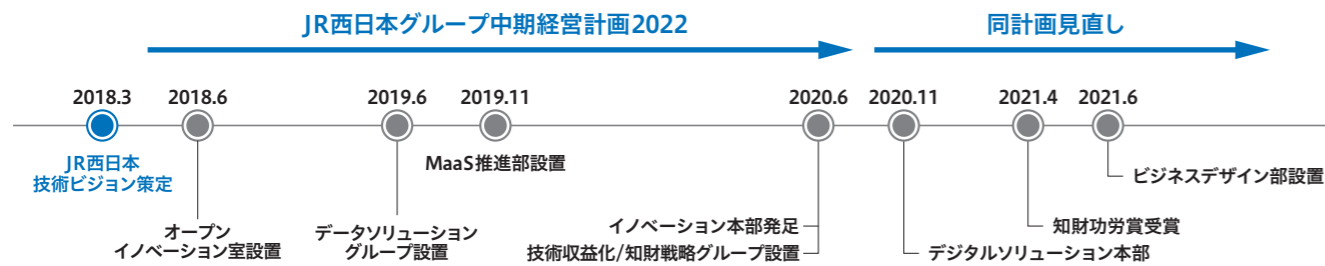 JR西日本グループ中期経営計画2022
同計画見直し
2018.3
2018.6
2019.6
2019.11
2020.6
2020.11
2021.4
2021.6
JR西日本
技術ビジョン策定
MaaS推進部設置
ビジネスデザイン部設置
オープン
イノベーション室設置
データソリューション
グループ設置
イノベーション本部発足
技術収益化/知財戦略グループ設置
知財功労賞受賞
デジタルソリューション本部